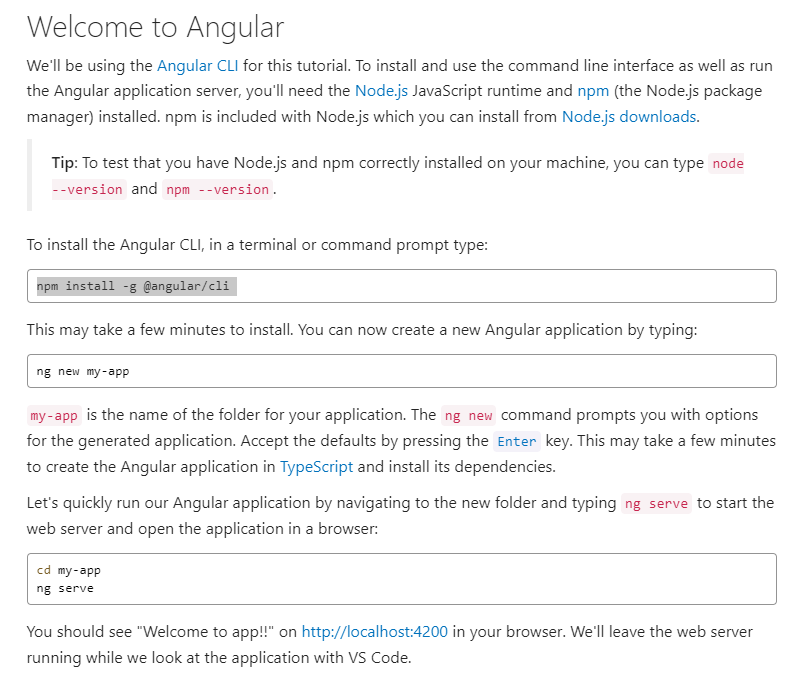 Welcome to Angular
We'll be using the Angular CLI for this tutorial. To install and use the command line interface as well as run
the Angular application server, you'll need the Node.js JavaScript runtime and npm (the Node.js package
manager) installed. npm is included with Node.js which you can install from Node.js downloads.
Tip: To test that you have Node.js and npm correctly installed on your machine, you can type node
--version and npm --version.
To install the Angular CLI, in a terminal or command prompt type:
npm install -g @angular/cli
This may take a few minutes to install. You can now create a new Angular application by typing:
ng new my-app
my-app is the name of the folder for your application. The ng new command prompts you with options
for the generated application. Accept the defaults by pressing the Enter key. This may take a few minutes
to create the Angular application in TypeScript and install its dependencies.
Let's quickly run our Angular application by navigating to the new folder and typing ng serve to start the
web server and open the application in a browser:
cd my-app
ng serve
You should see "Welcome to app!!" on http://localhost:4200 in your browser. We'll leave the web server
running while we look at the application with VS Code.